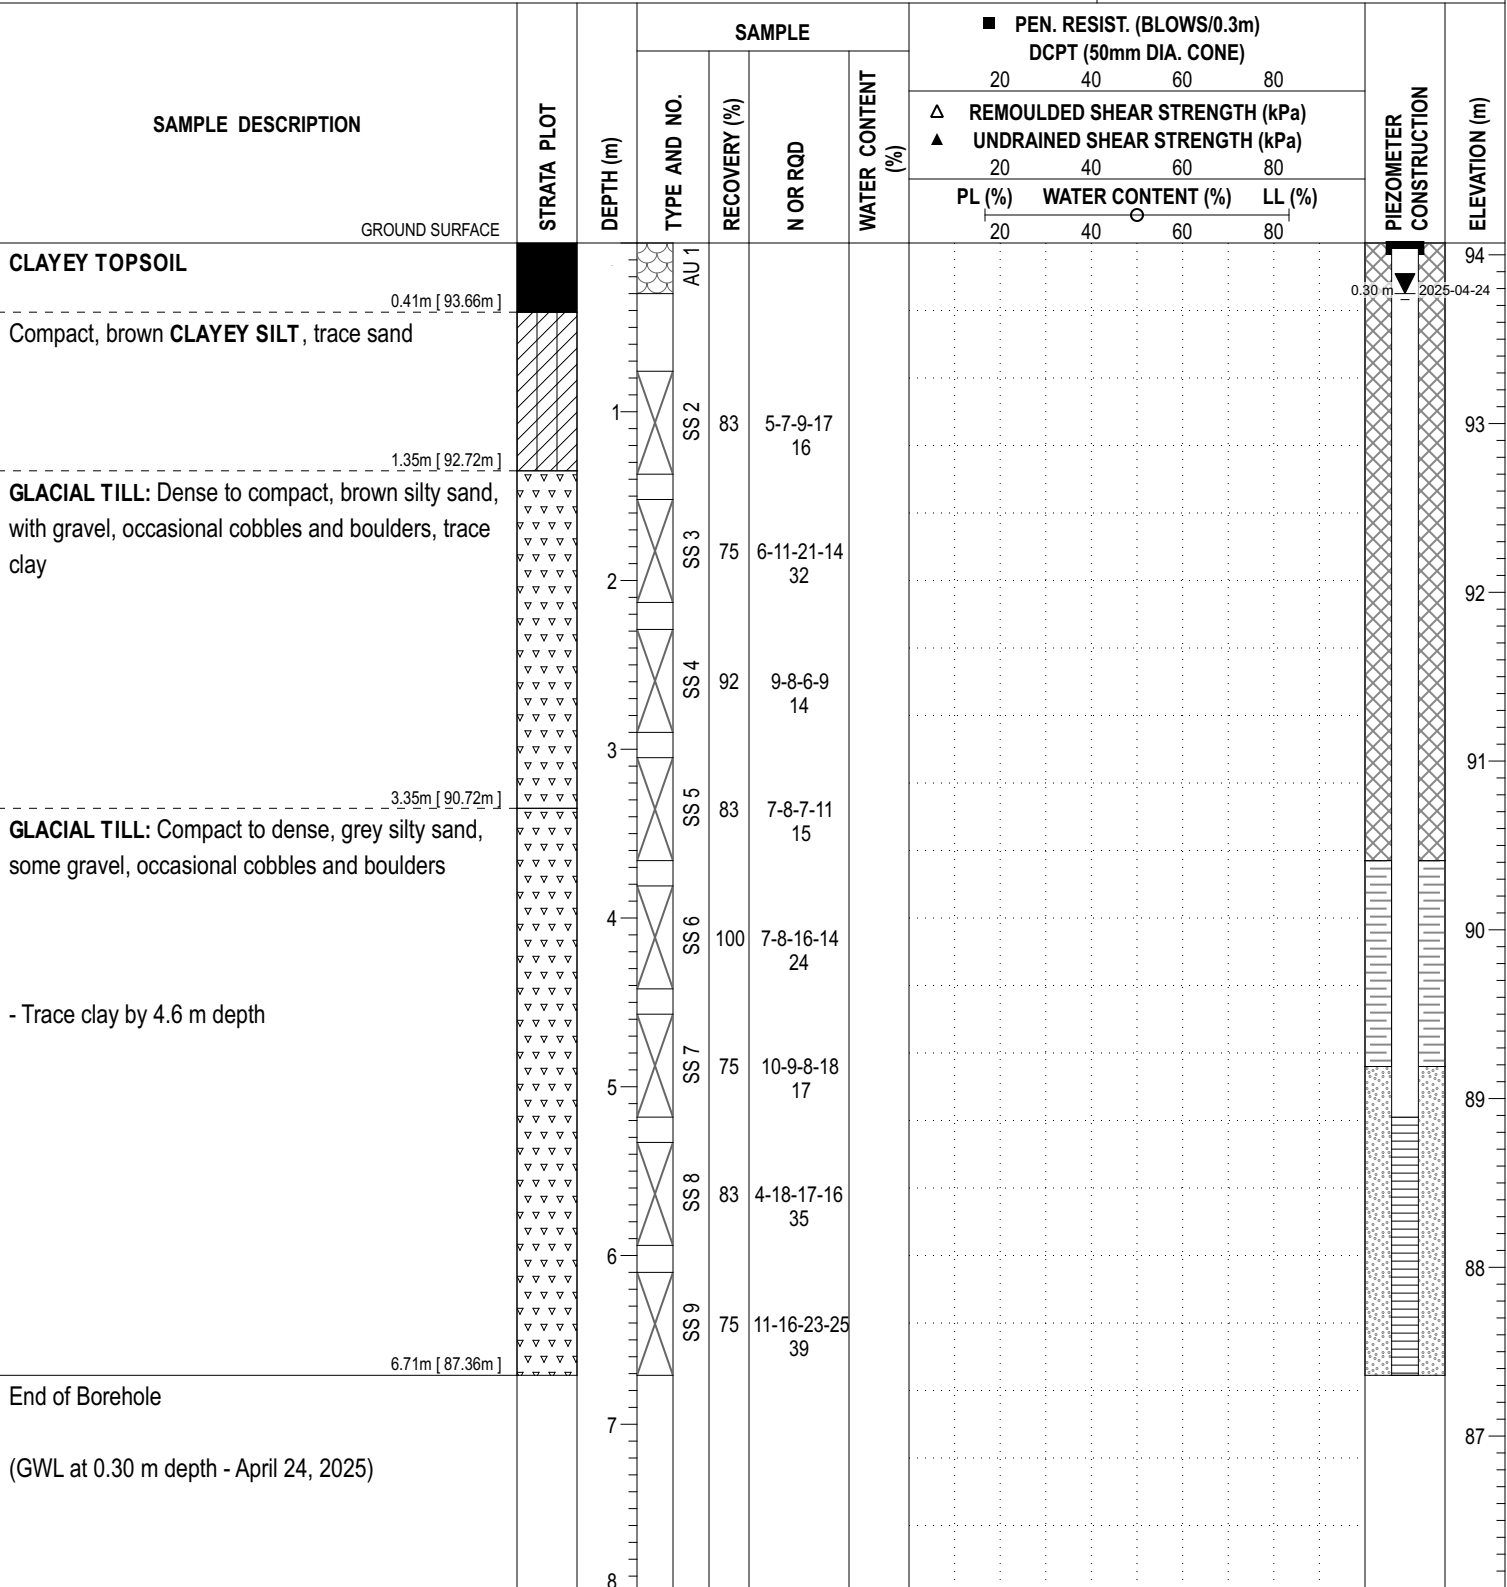 SAMPLE DESCRIPTION
GROUND SURFACE
STRATA PLOT
DEPTH (m)
SAMPLE
TYPE AND NO.
RECOVERY (%)
N OR RQD
WATER CONTENT
(%)
■ PEN. RESIST. (BLOWS/0.3m)
DCPT (50mm DIA. CONE)
20 40 60 80
△ REMOULDED SHEAR STRENGTH (kPa)
▲ UNDRAINED SHEAR STRENGTH (kPa)
20 40 60 80
PL (%) WATER CONTENT (%) LL (%)
20 40 60 80
PIEZOMETER
CONSTRUCTION
ELEVATION (m)
CLAYEY TOPSOIL
0.41m [ 93.66m ]
AU 1
94
0.30 m 2025-04-24
Compact, brown CLAYEY SILT, trace sand
1.35m [ 92.72m ]
1
SS 2
83
5-7-9-17
16
93
GLACIAL TILL: Dense to compact, brown silty sand,
with gravel, occasional cobbles and boulders, trace
clay
SS 3
75
6-11-21-14
32
2
92
SS 4
92
9-8-6-9
14
3
91
3.35m [ 90.72m ]
SS 5
83
7-8-7-11
15
GLACIAL TILL: Compact to dense, grey silty sand,
some gravel, occasional cobbles and boulders
4
SS 6
100
7-8-16-14
24
90
- Trace clay by 4.6 m depth
SS 7
75
10-9-8-18
17
5
89
SS 8
83
4-18-17-16
35
6
88
SS 9
75
11-16-23-25
39
6.71m [ 87.36m ]
End of Borehole
7
87
(GWL at 0.30 m depth - April 24, 2025)
8